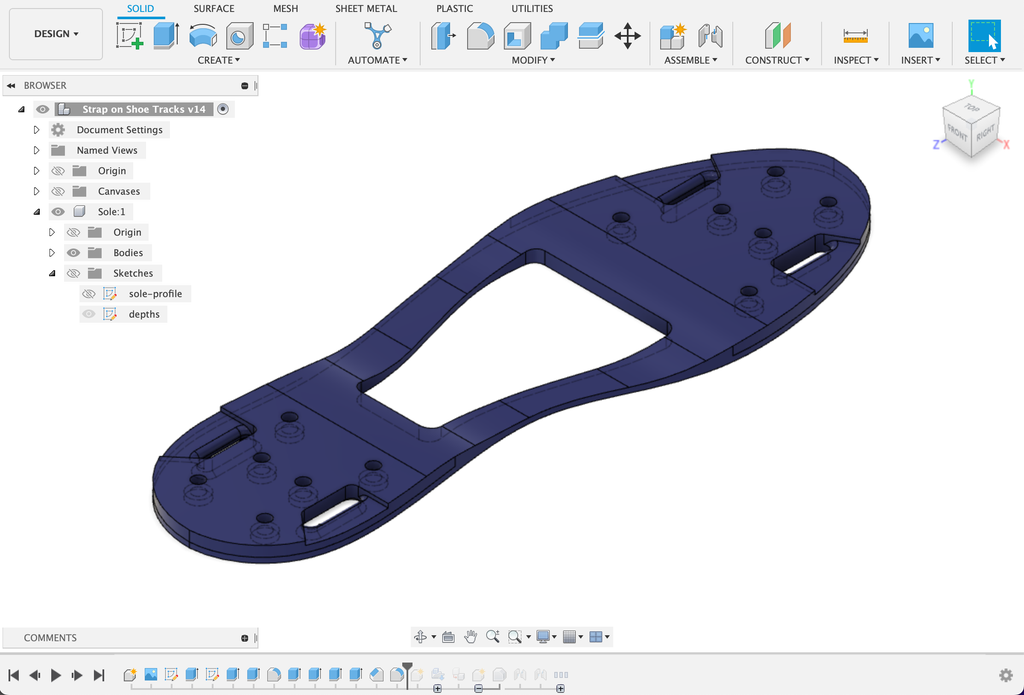 SOLID SURFACE MESH SHEET METAL PLASTIC UTILITIES
DESIGN
CREATE AUTOMATE MODIFY ASSEMBLE CONSTRUCT INSPECT INSERT SELECT
BROWSER
Strap on Shoe Tracks v14
Document Settings
Named Views
Origin
Canvases
Sole:1
Origin
Bodies
Sketches
sole-profile
depths
Y
TOP
FRONT
RIGHT
Z
X
COMMENTS